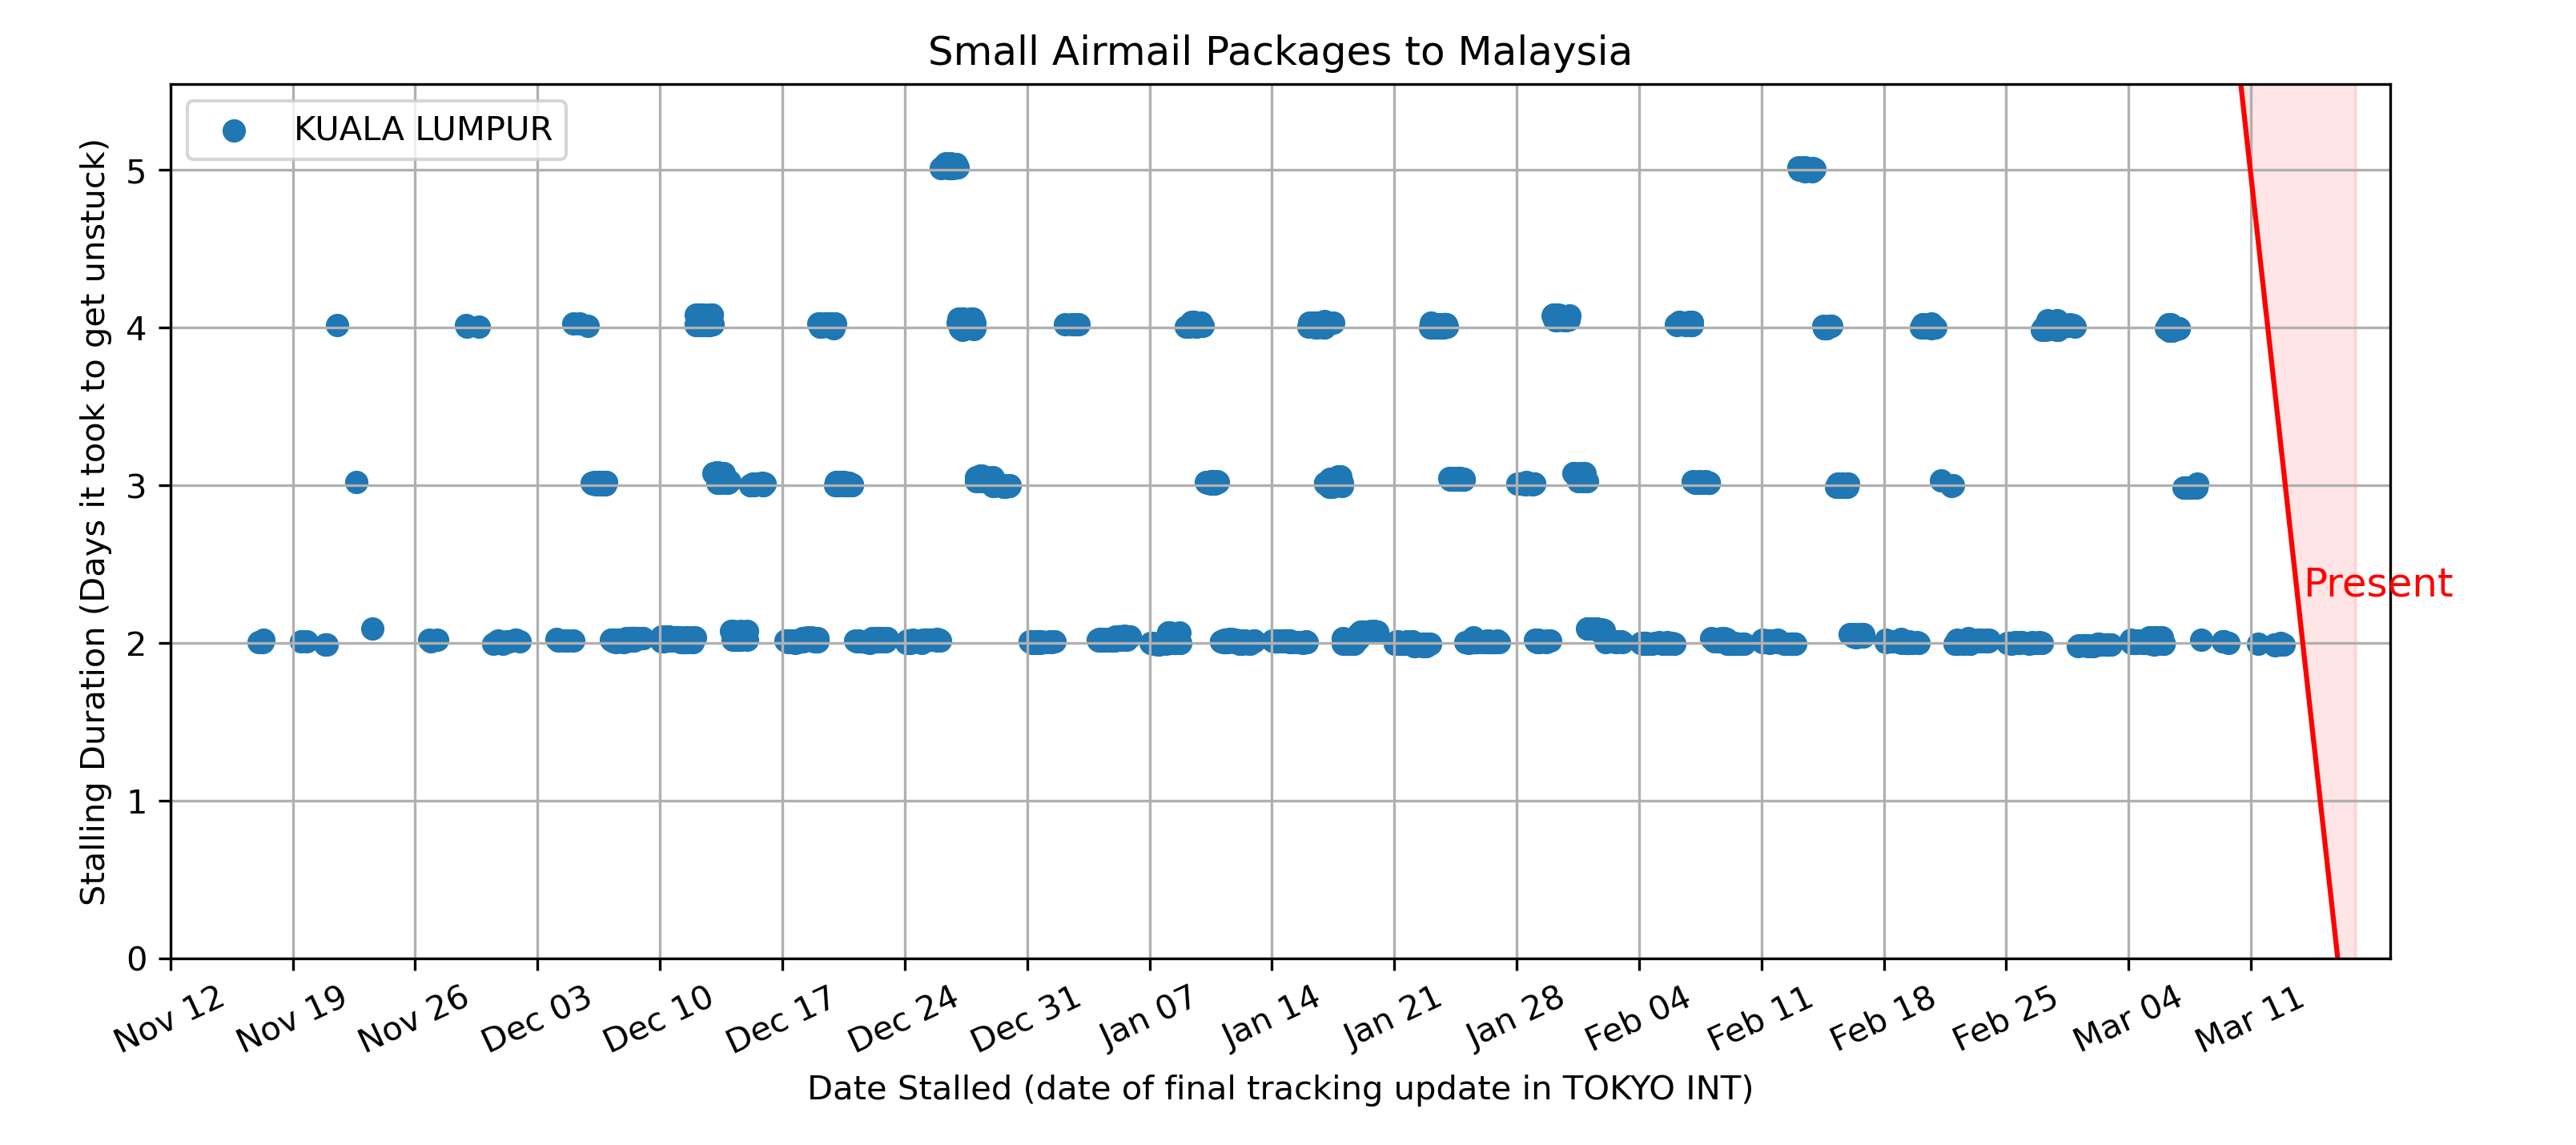 Small Airmail Packages to Malaysia
KUALA LUMPUR
Stalling Duration (Days it took to get unstuck)
5
4
3
2
1
0
Present
Nov 12
Nov 19
Nov 26
Dec 03
Dec 10
Dec 17
Dec 24
Dec 31
Jan 07
Jan 14
Jan 21
Jan 28
Feb 04
Feb 11
Feb 18
Feb 25
Mar 04
Mar 11
Date Stalled (date of final tracking update in TOKYO INT)